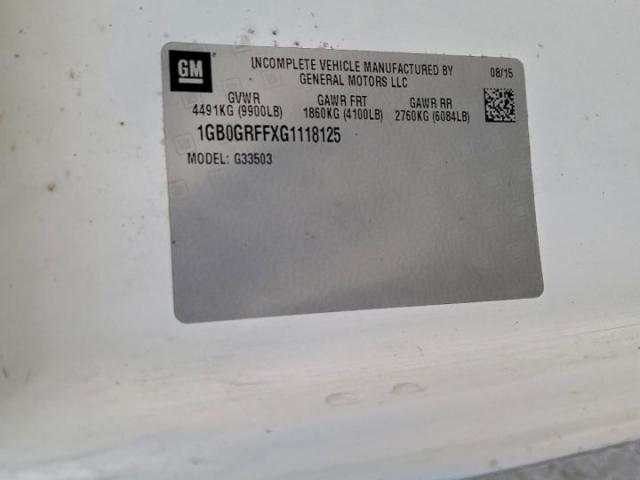 GM
INCOMPLETE VEHICLE MANUFACTURED BY
GENERAL MOTORS LLC
08/15
GVWR GAWR FRT GAWR RR
4491KG (9900LB) 1860KG (4100LB) 2760KG (6084LB)
1GB0GRFFXG1118125
MODEL: G33503